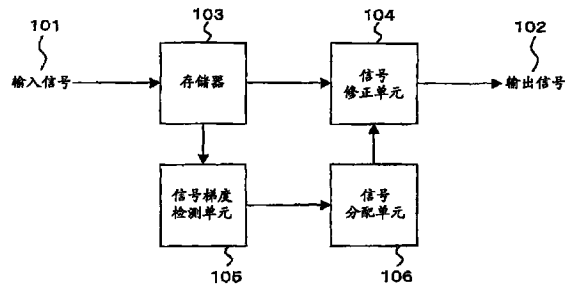 101
103
104
102
输入信号
存储器
信号
修正单元
输出信号
信号梯度
检测单元
信号
分配单元
105
106